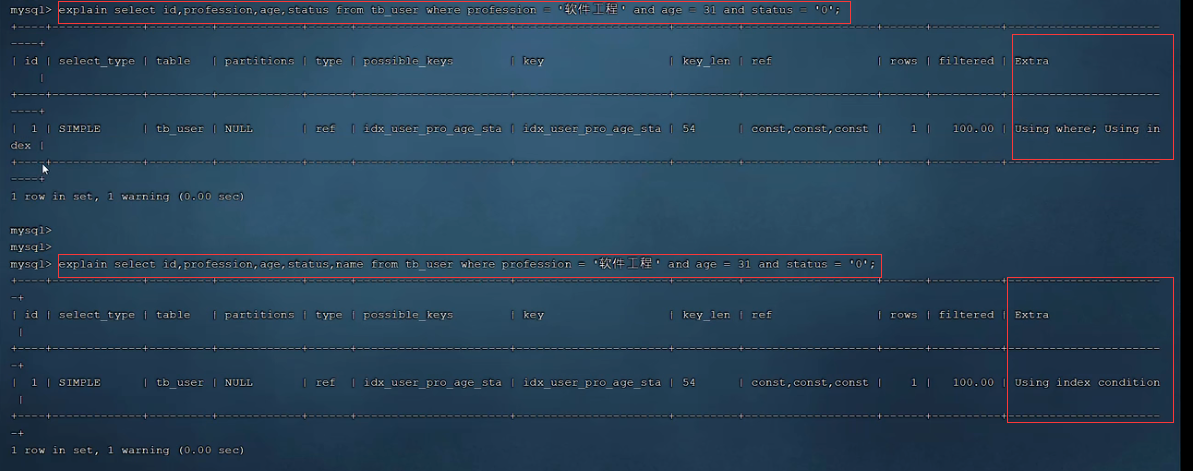 mysql> explain select id,profession,age,status from tb_user where profession = '软件工程' and age = 31 and status = '0';
+----+-------------+---------+------------+------+----------------------+----------------------+---------+-------------------+------+----------+----------------------
----+
| id | select_type | table   | partitions | type | possible_keys        | key                  | key_len | ref               | rows | filtered | Extra
    |
+----+-------------+---------+------------+------+----------------------+----------------------+---------+-------------------+------+----------+----------------------
----+
|  1 | SIMPLE      | tb_user | NULL       | ref  | idx_user_pro_age_sta | idx_user_pro_age_sta | 54      | const,const,const |    1 |   100.00 | Using where; Using in
dex |
+----+-------------+---------+------------+------+----------------------+----------------------+---------+-------------------+------+----------+----------------------
----+
1 row in set, 1 warning (0.00 sec)
mysql>
mysql>
mysql> explain select id,profession,age,status,name from tb_user where profession = '软件工程' and age = 31 and status = '0';
+----+-------------+---------+------------+------+----------------------+----------------------+---------+-------------------+------+----------+----------------------
-+
| id | select_type | table   | partitions | type | possible_keys        | key                  | key_len | ref               | rows | filtered | Extra
 |
+----+-------------+---------+------------+------+----------------------+----------------------+---------+-------------------+------+----------+----------------------
-+
|  1 | SIMPLE      | tb_user | NULL       | ref  | idx_user_pro_age_sta | idx_user_pro_age_sta | 54      | const,const,const |    1 |   100.00 | Using index condition
 |
+----+-------------+---------+------------+------+----------------------+----------------------+---------+-------------------+------+----------+----------------------
-+
1 row in set, 1 warning (0.00 sec)